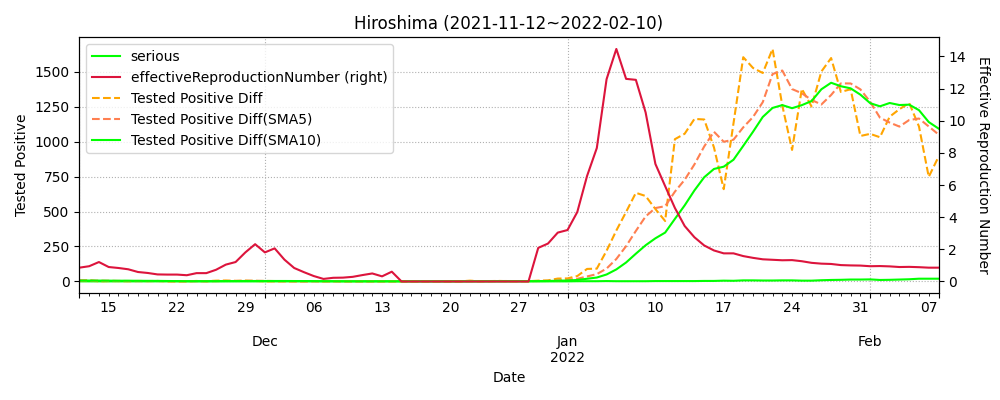 Hiroshima (2021-11-12~2022-02-10)
serious
effectiveReproductionNumber (right)
Tested Positive Diff
Tested Positive Diff(SMA5)
Tested Positive Diff(SMA10)
Tested Positive
1500
1250
1000
750
500
250
0
14
12
10
8
6
4
2
0
Effective Reproduction Number
15 22 29 06 13 20 27 03 10 17 24 31 07
Dec Jan Feb
2022
Date